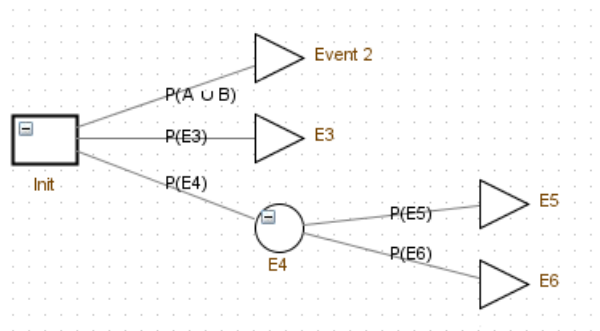 Event 2
P(A ∪ B)
P(E3)
E3
Init
P(E4)
E4
P(E5)
E5
P(E6)
E6